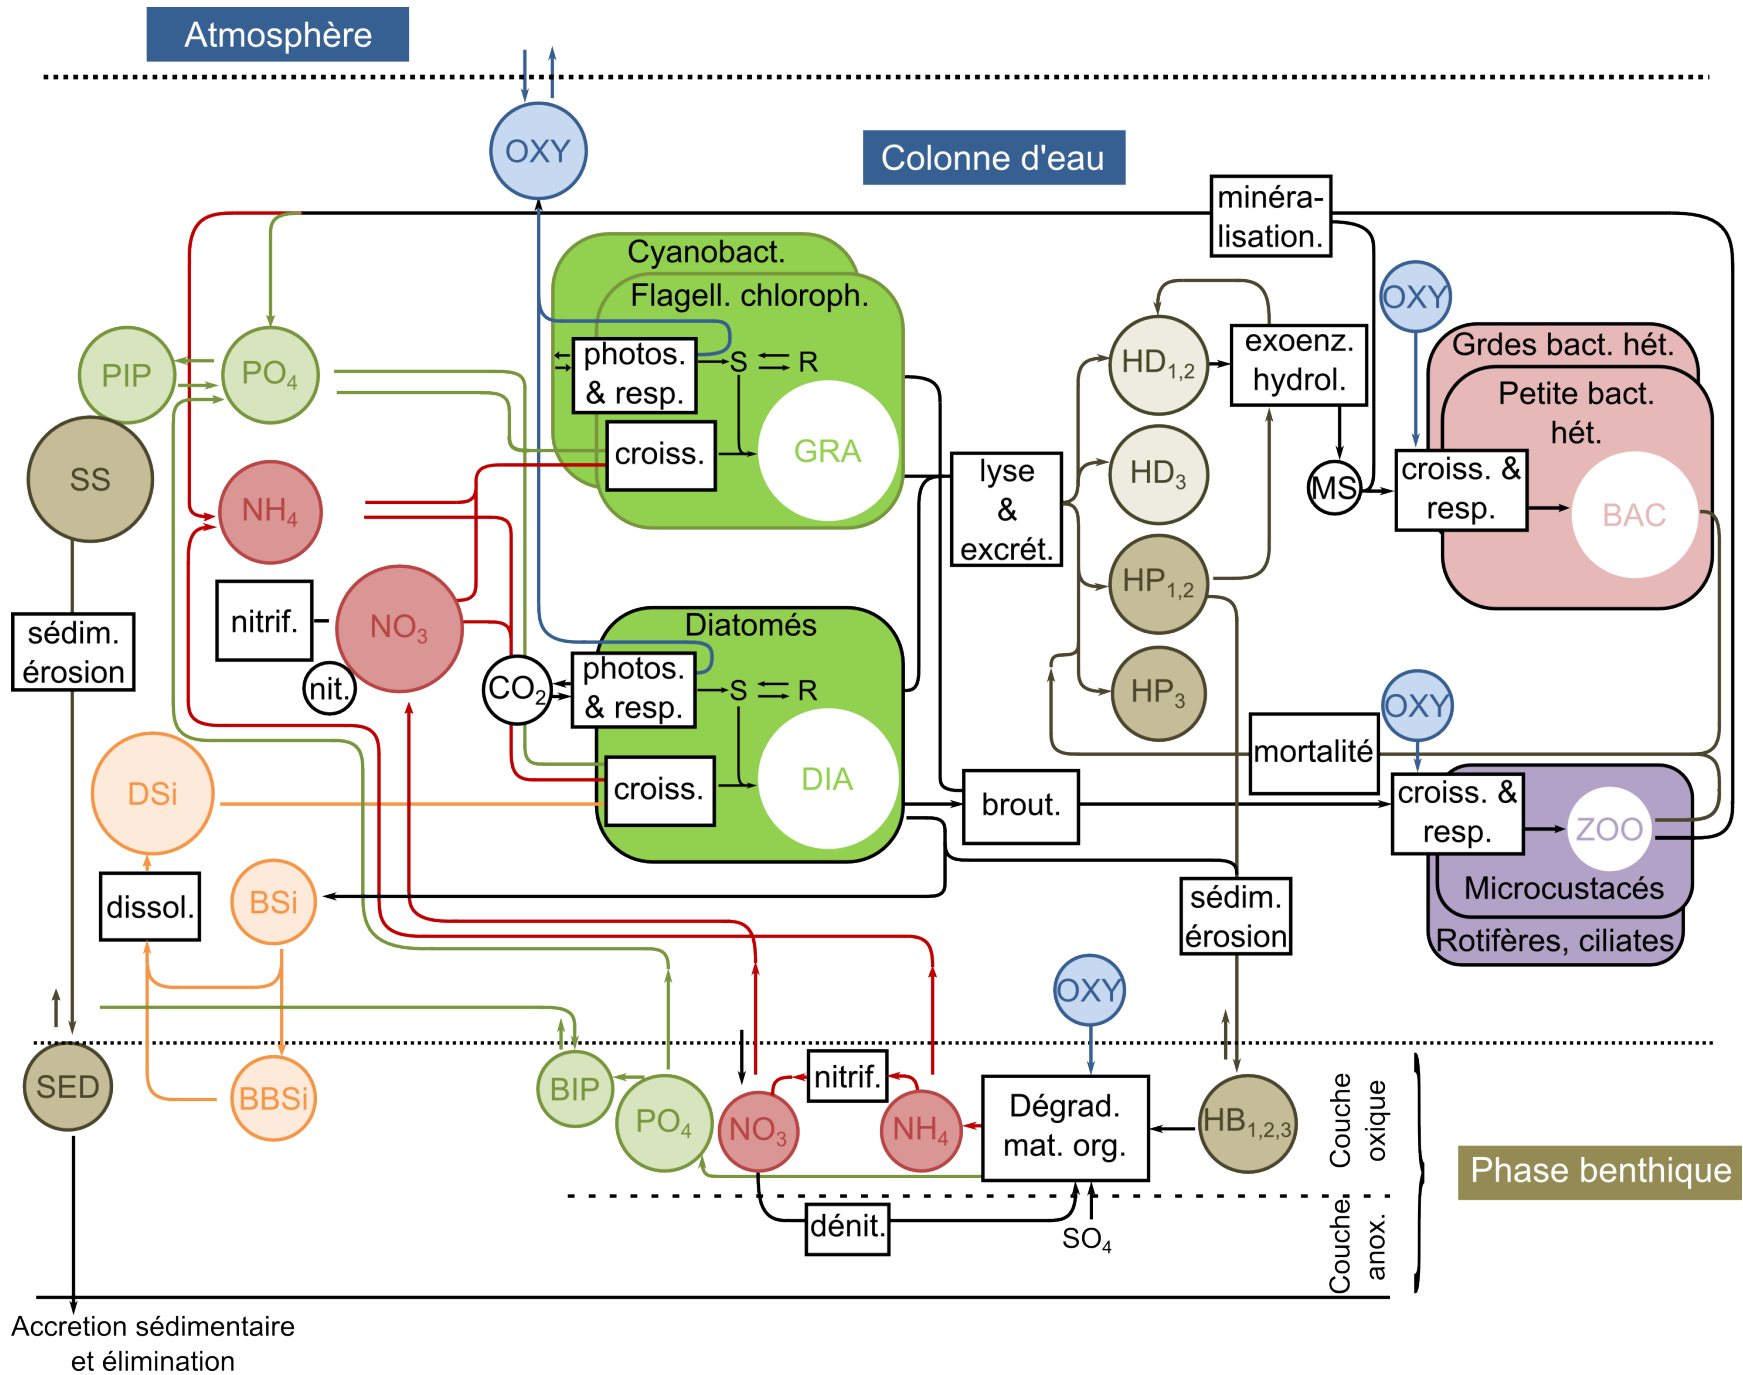 Atmosphère
OXY
Colonne d'eau
minéra-
lisation.
Cyanobact.
Flagell. chloroph.
OXY
PIP
PO4
photos.
& resp.
S
R
HD1,2
exoenz.
hydrol.
Grdes bact. hét.
Petite bact.
hét.
SS
croiss.
GRA
lyse
&
excrét.
HD3
MS
croiss. &
resp.
BAC
NH4
HP1,2
nitrif.
NO3
nit.
sédim.
érosion
Diatomés
CO2
photos.
& resp.
S
R
HP3
OXY
mortalité
DSi
croiss.
DIA
brout.
croiss. &
resp.
ZOO
Microcustacés
Rotifères, ciliates
dissol.
BSi
sédim.
érosion
OXY
SED
BBSi
BIP
PO4
NO3
nitrif.
NH4
Dégrad.
mat. org.
HB1,2,3
Couche
oxique
Phase benthique
dénit.
SO4
Couche
anox.
Accretion sédimentaire
et élimination